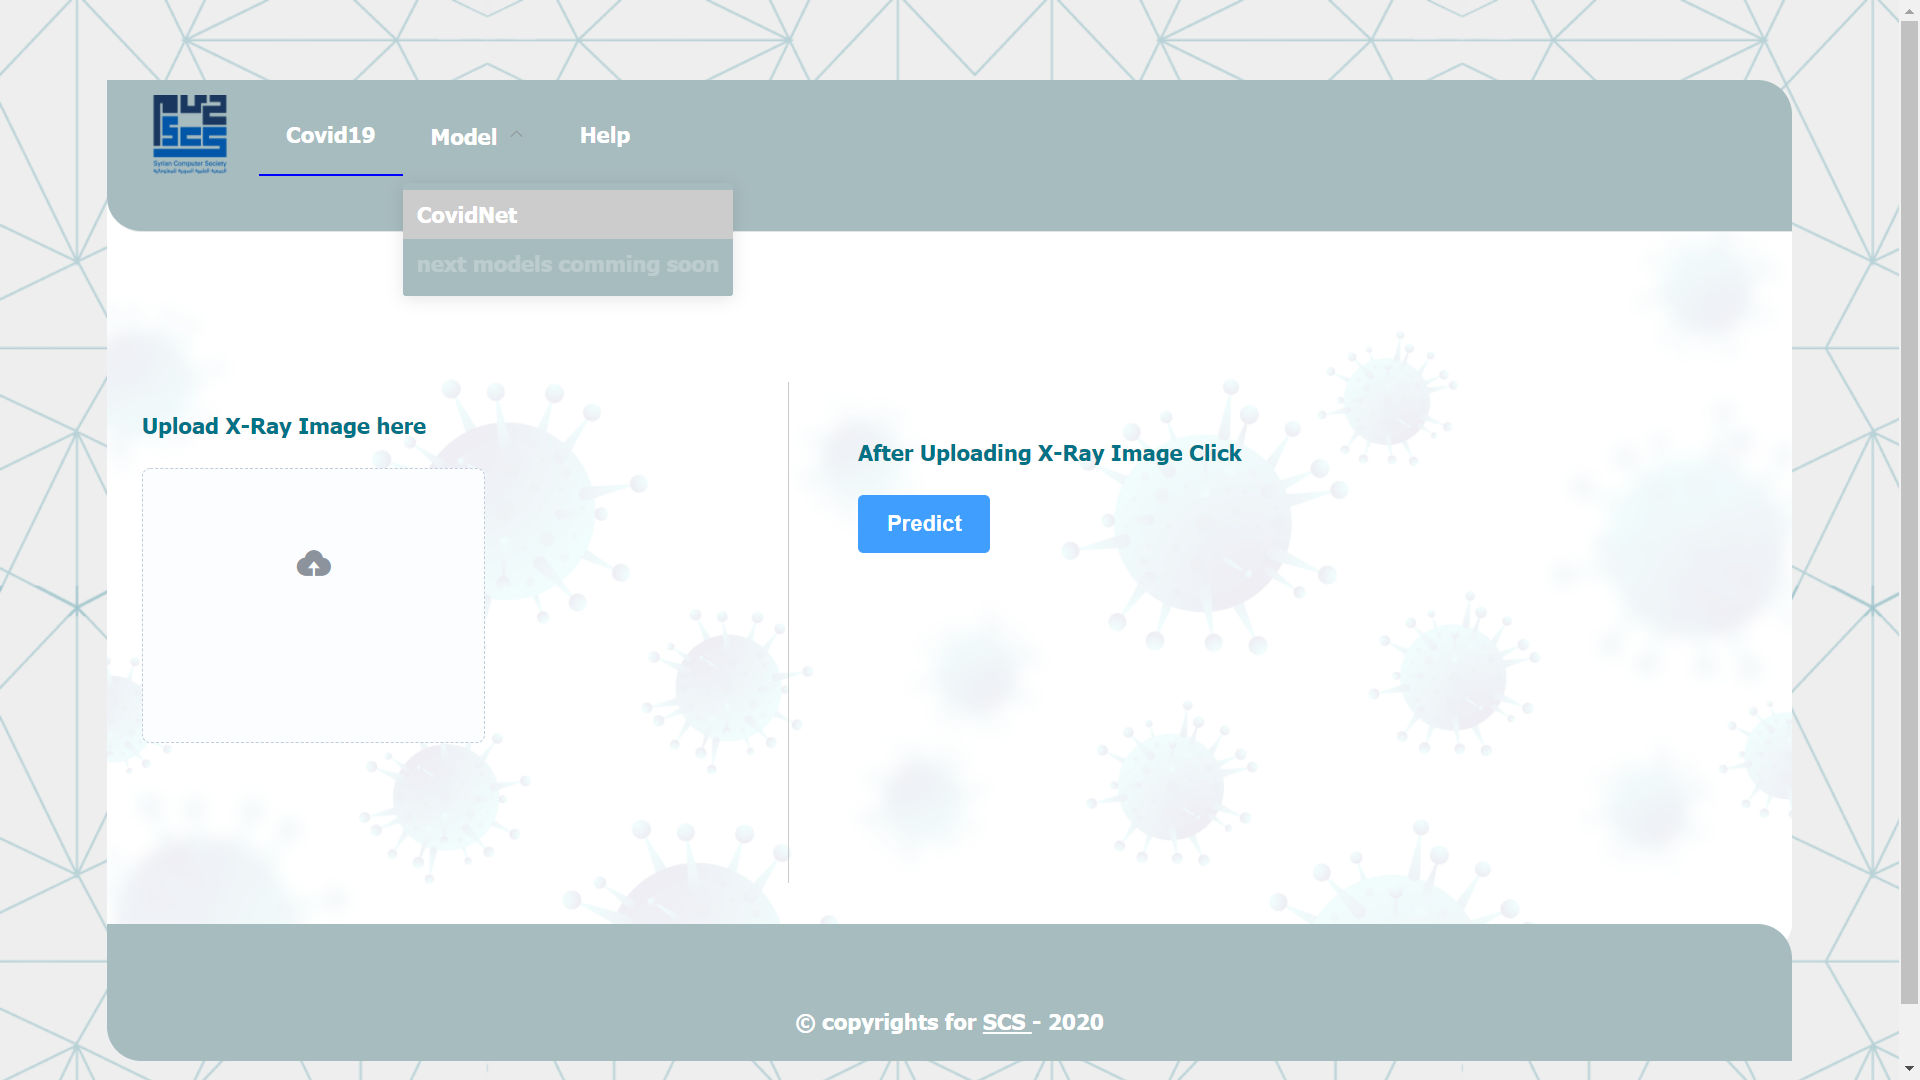 SCS
Syrian Computer Society
Covid19
Model
Help
CovidNet
next models comming soon
Upload X-Ray Image here
After Uploading X-Ray Image Click
Predict
© copyrights for SCS - 2020